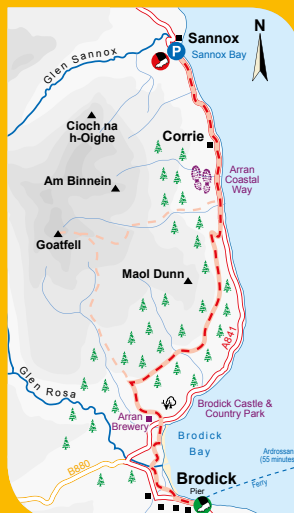 N
Sannox
P
Sannox Bay
Glen Sannox
Cioch na
h-Oighe
Corrie
Am Binnein
Arran
Coastal
Way
Goatfell
Maol Dunn
A841
Glen Rosa
Brodick Castle &
Country Park
Arran
Brewery
Brodick
Bay
B880
Ardrossan
(55 minutes
Ferry
Brodick
Pier